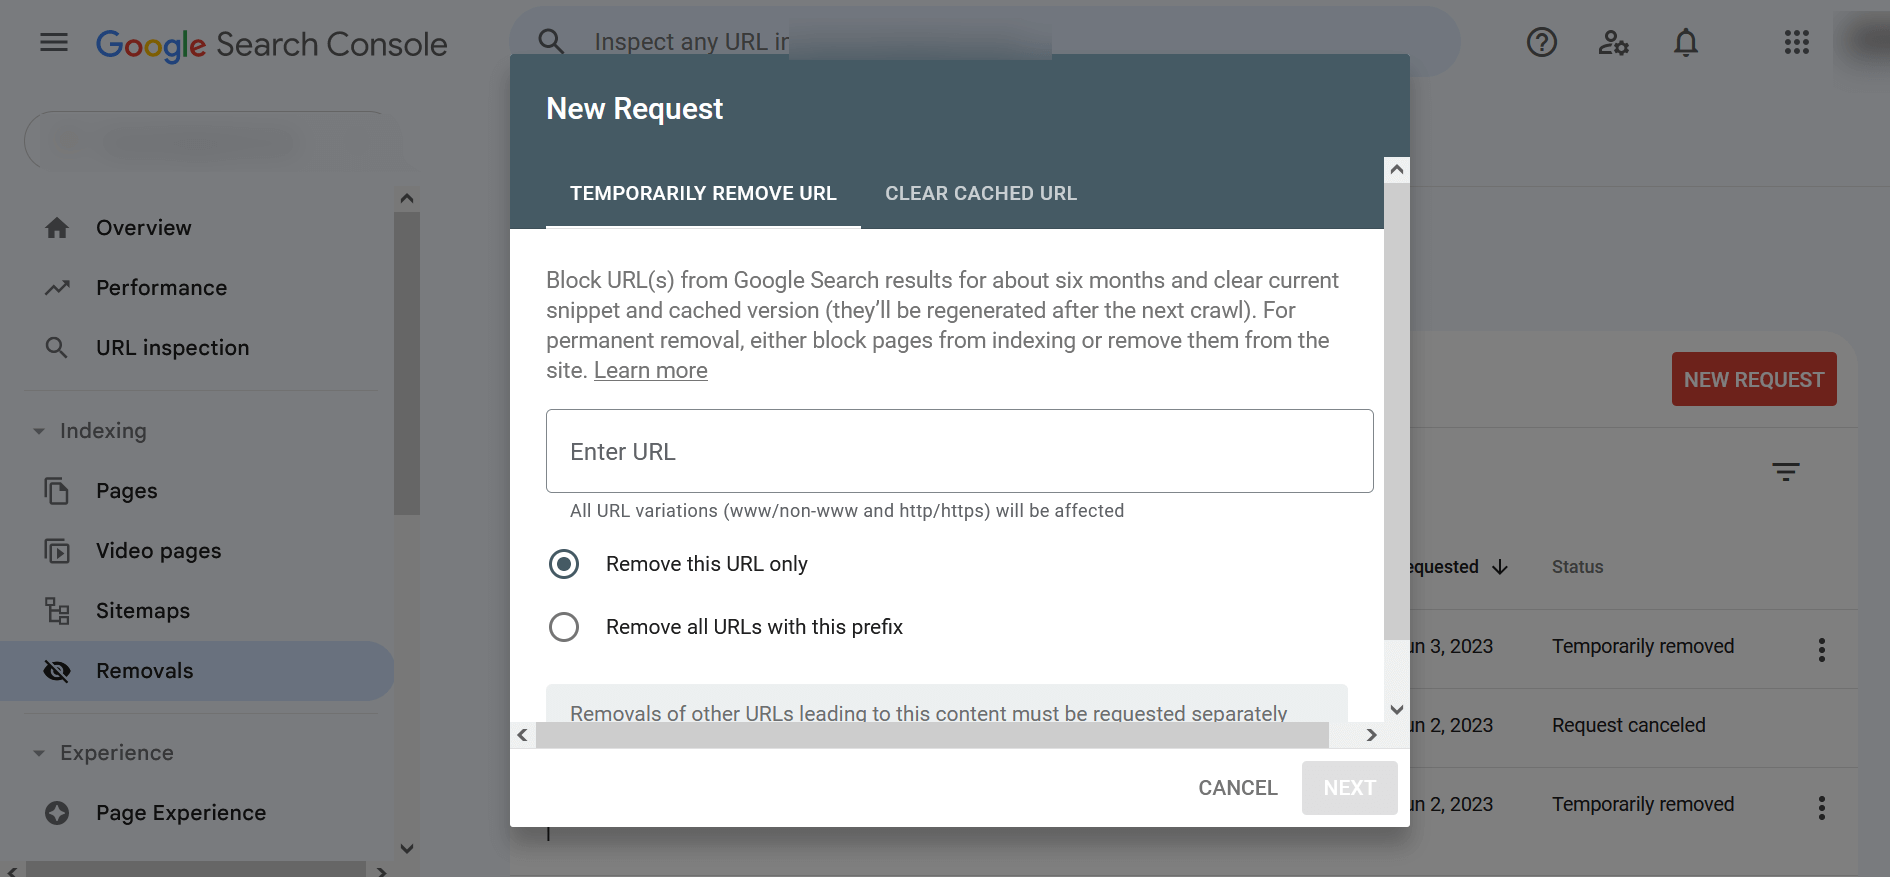 Google Search Console
Inspect any URL
New Request
TEMPORARILY REMOVE URL
CLEAR CACHED URL
Block URL(s) from Google Search results for about six months and clear current
snippet and cached version (they’ll be regenerated after the next crawl). For
permanent removal, either block pages from indexing or remove them from the
site. Learn more
Enter URL
All URL variations (www/non-www and http/https) will be affected
Remove this URL only
Remove all URLs with this prefix
Removals of other URLs leading to this content must be requested separately
CANCEL
NEXT
Overview
Performance
URL inspection
Indexing
Pages
Video pages
Sitemaps
Removals
Experience
Page Experience
NEW REQUEST
equested
Status
un 3, 2023
Temporarily removed
un 2, 2023
Request canceled
un 2, 2023
Temporarily removed